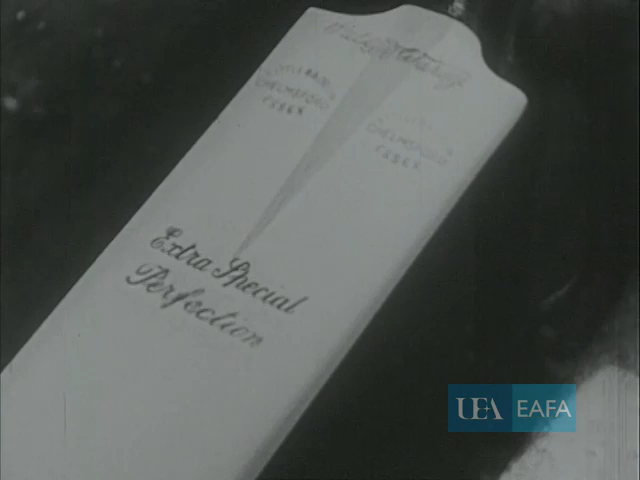 CHELMSFORD
ESSEX
CHELMSFORD
ESSEX
Extra Special
Perfection
UEA EAFA